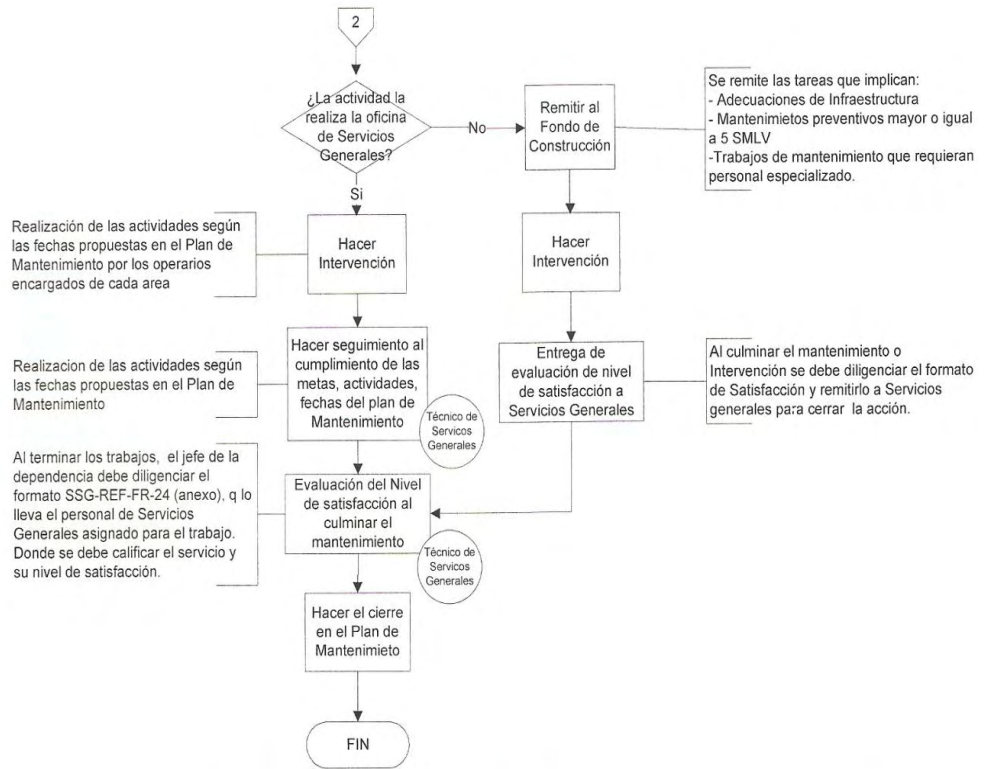 2
¿La actividad la
realiza la oficina
de Servicios
Generales?
No
Si
Remitir al
Fondo de
Construcción
Se remite las tareas que implican:
- Adecuaciones de Infraestructura
- Mantenimietos preventivos mayor o igual
a 5 SMLV
-Trabajos de mantenimiento que requieran
personal especializado.
Realización de las actividades según
las fechas propuestas en el Plan de
Mantenimiento por los operarios
encargados de cada area
Hacer
Intervención
Hacer
Intervención
Realizacion de las actividades según
las fechas propuestas en el Plan de
Mantenimiento
Hacer seguimiento al
cumplimiento de las
metas, actividades,
fechas del plan de
Mantenimiento
Técnico de
Servicos
Generales
Entrega de
evaluación de nivel
de satisfacción a
Servicios Generales
Al culminar el mantenimiento o
Intervención se debe diligenciar el formato
de Satisfacción y remitirlo a Servicios
generales para cerrar la acción.
Al terminar los trabajos, el jefe de la
dependencia debe diligenciar el
formato SSG-REF-FR-24 (anexo), q lo
lleva el personal de Servicios
Generales asignado para el trabajo.
Donde se debe calificar el servicio y
su nivel de satisfacción.
Evaluación del Nivel
de satisfacción al
culminar el
mantenimiento
Técnico de
Servicos
Generales
Hacer el cierre
en el Plan de
Mantenimieto
FIN